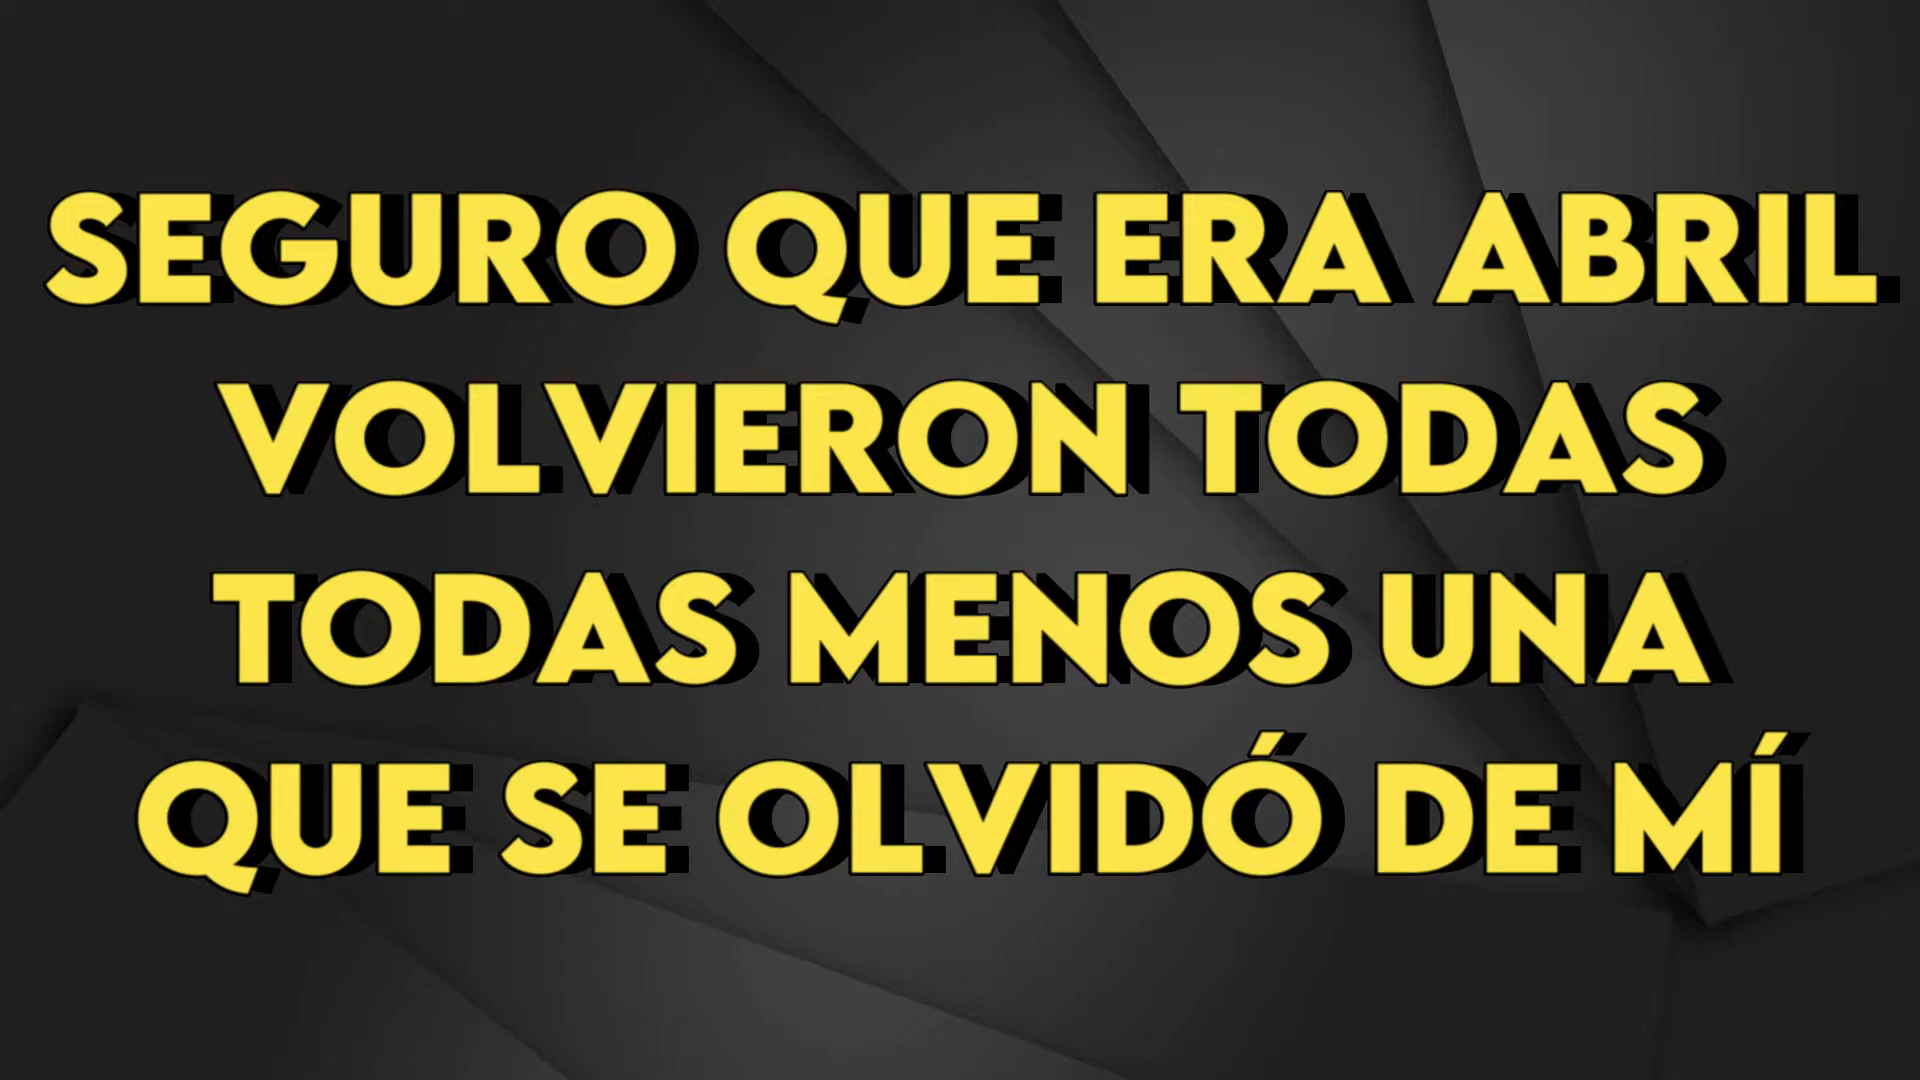 SEGURO QUE ERA ABRIL
VOLVIERON TODAS
TODAS MENOS UNA
QUE SE OLVIDÓ DE MÍ